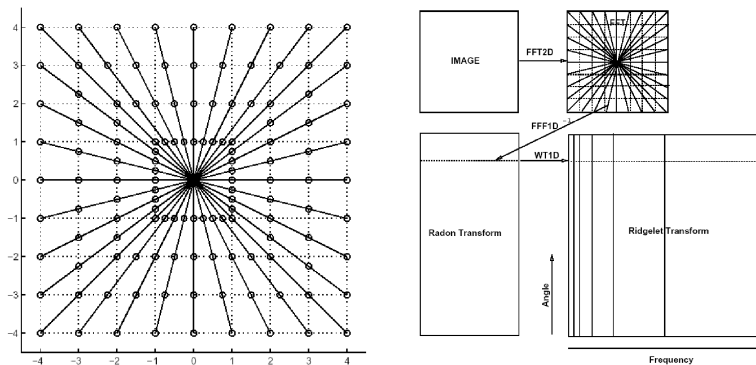 4
3
2
1
0
−1
−2
−3
−4
−4 −3 −2 −1 0 1 2 3 4
IMAGE
FFT2D
FFT
FFF1D −1
WT1D
Radon Transform
Ridgelet Transform
Angle
Frequency